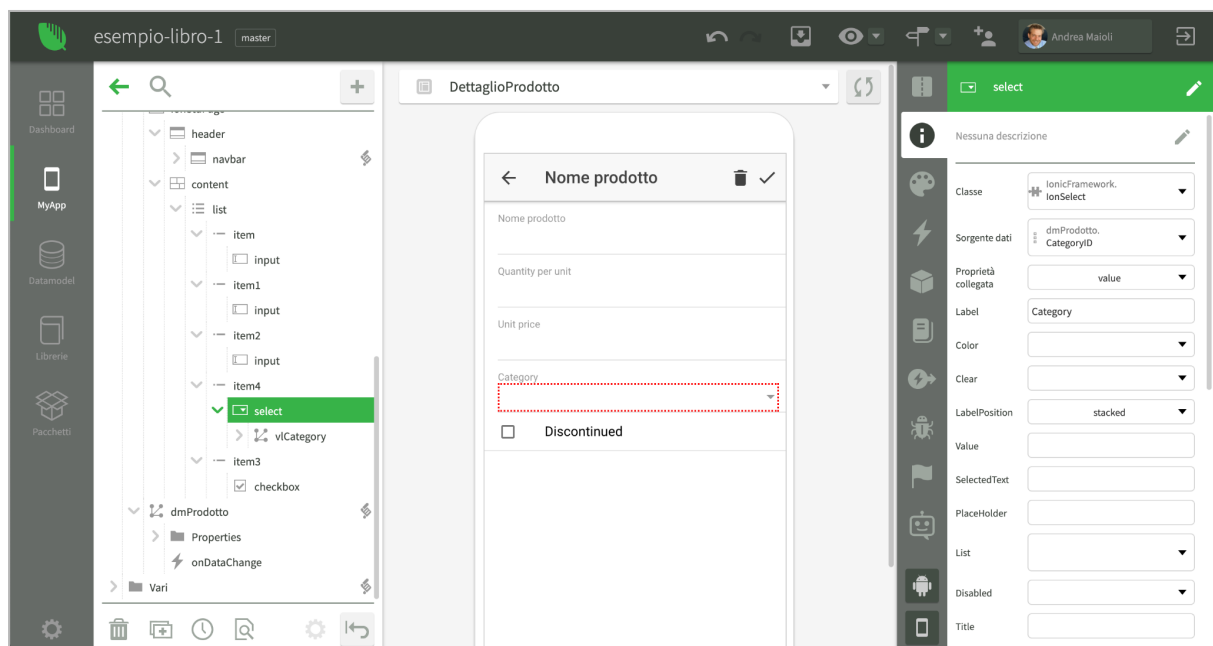 esempio-libro-1 master
Andrea Maioli
Dashboard
MyApp
Datamodel
Librerie
Pacchetti
header
navbar
content
list
item
input
item1
input
item2
input
item4
select
vlCategory
item3
checkbox
dmProdotto
Properties
onDataChange
Vari
DettaglioProdotto
Nome prodotto
Nome prodotto
Quantity per unit
Unit price
Category
Discontinued
select
Nessuna descrizione
Classe
IonicFramework.
IonSelect
Sorgente dati
dmProdotto.
CategoryID
Proprietà
collegata
value
Label
Category
Color
Clear
LabelPosition
stacked
Value
SelectedText
PlaceHolder
List
Disabled
Title